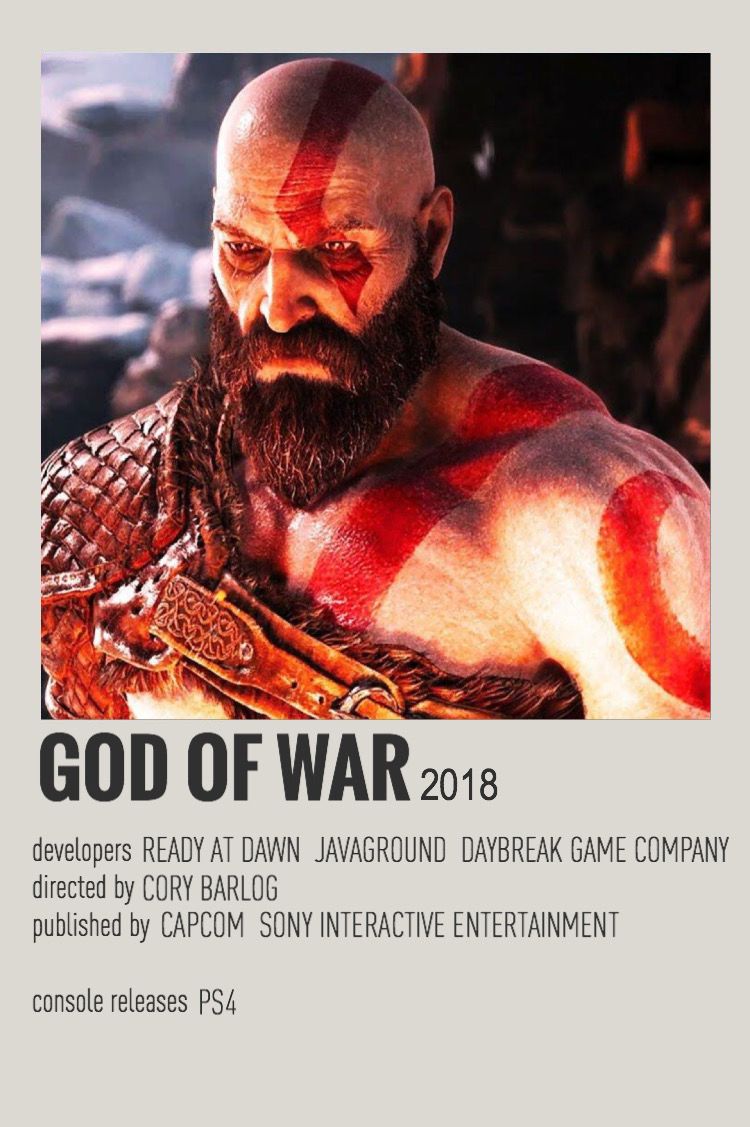 GOD OF WAR 2018
developers READY AT DAWN JAVAGROUND DAYBREAK GAME COMPANY
directed by CORY BARLOG
published by CAPCOM SONY INTERACTIVE ENTERTAINMENT
console releases PS4